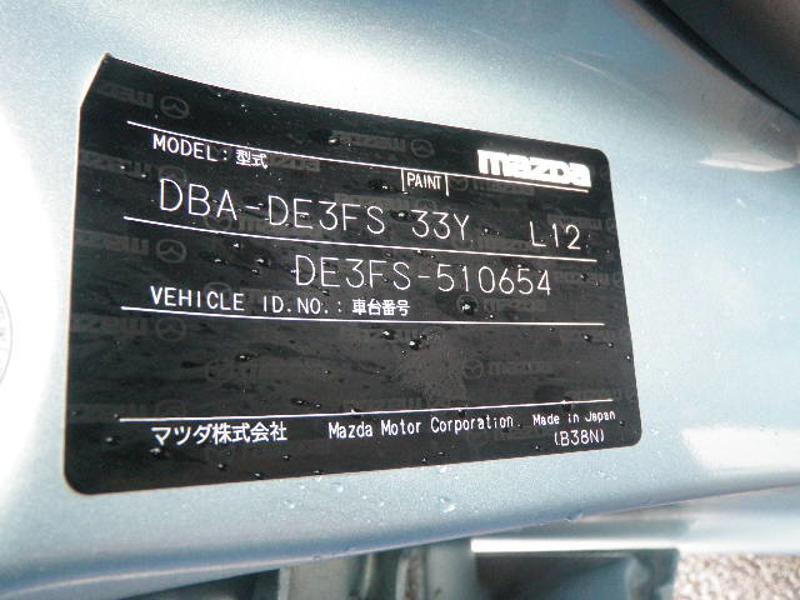 mazda
MODEL : 型式
PAINT
DBA-DE3FS 33Y L12
DE3FS-510654
VEHICLE ID.NO. : 車台番号
マツダ株式会社 Mazda Motor Corporation Made in Japan
(B38N)